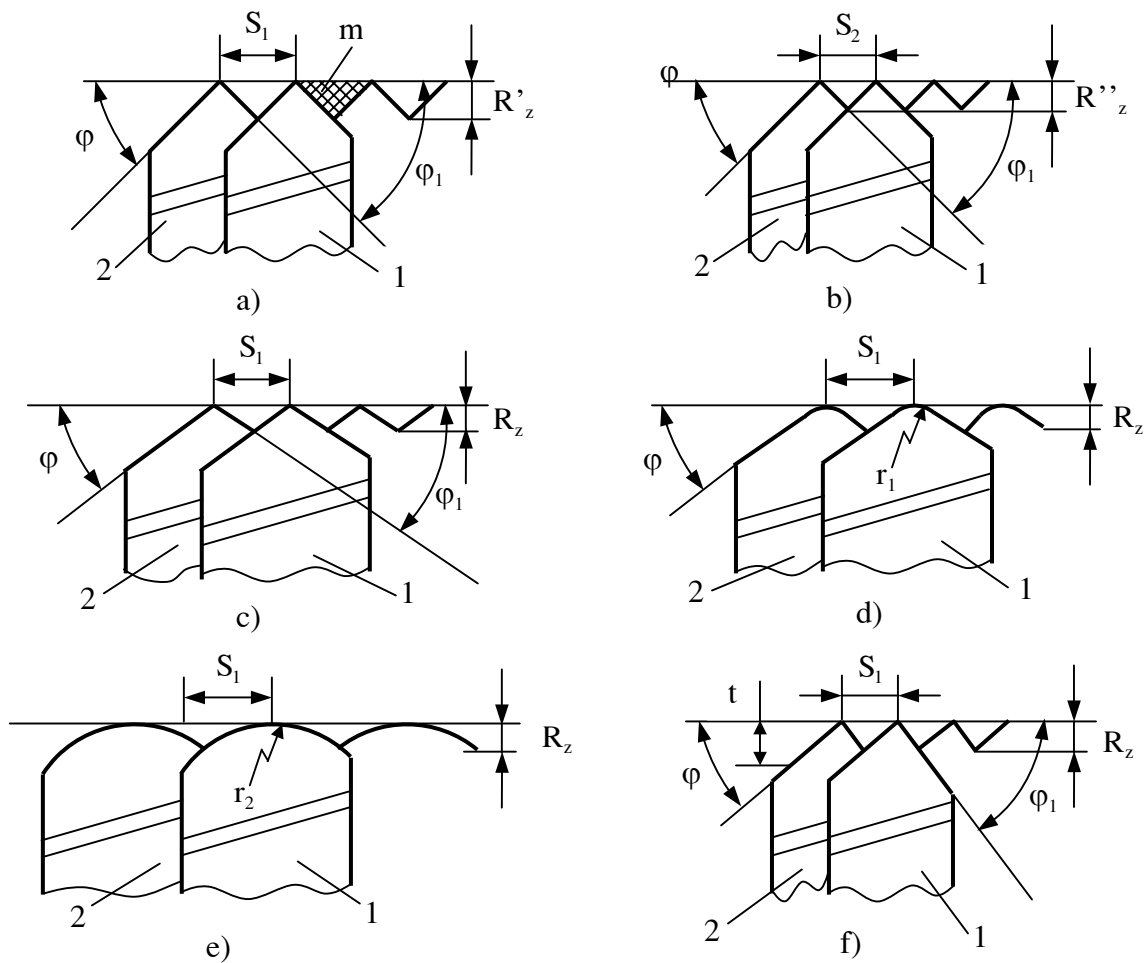 S₁ m
R’z
φ φ₁
2 1
a)
S₂
φ R’’z
φ₁
2 1
b)
S₁
Rz
φ φ₁
2 1
c)
S₁
Rz
φ r₁
2 1
d)
S₁
Rz
r₂
2 1
e)
t S₁
Rz
φ φ₁
2 1
f)